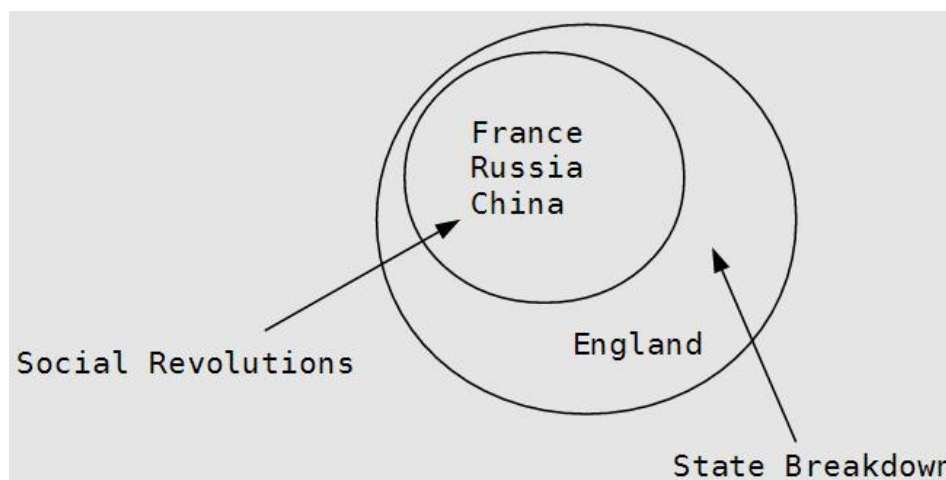 France
Russia
China
Social Revolutions
England
State Breakdown